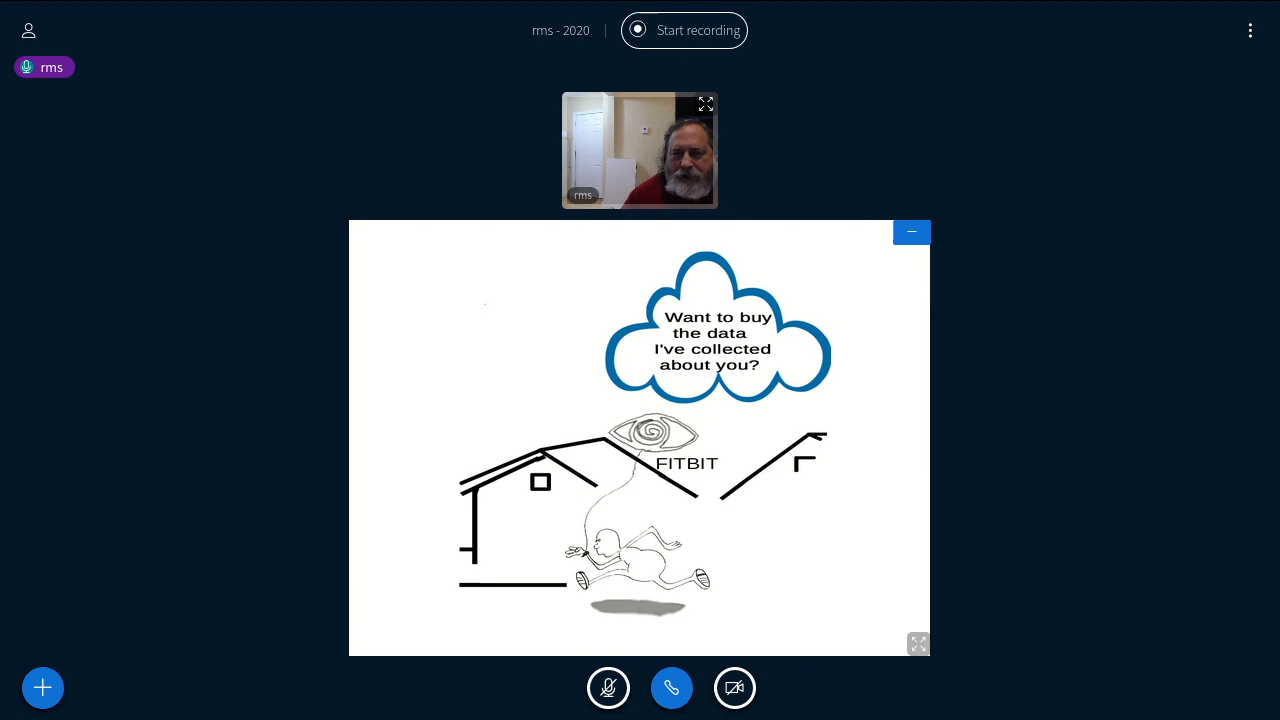 rms - 2020
Start recording
rms
rms
Want to buy
the data
I've collected
about you?
FITBIT